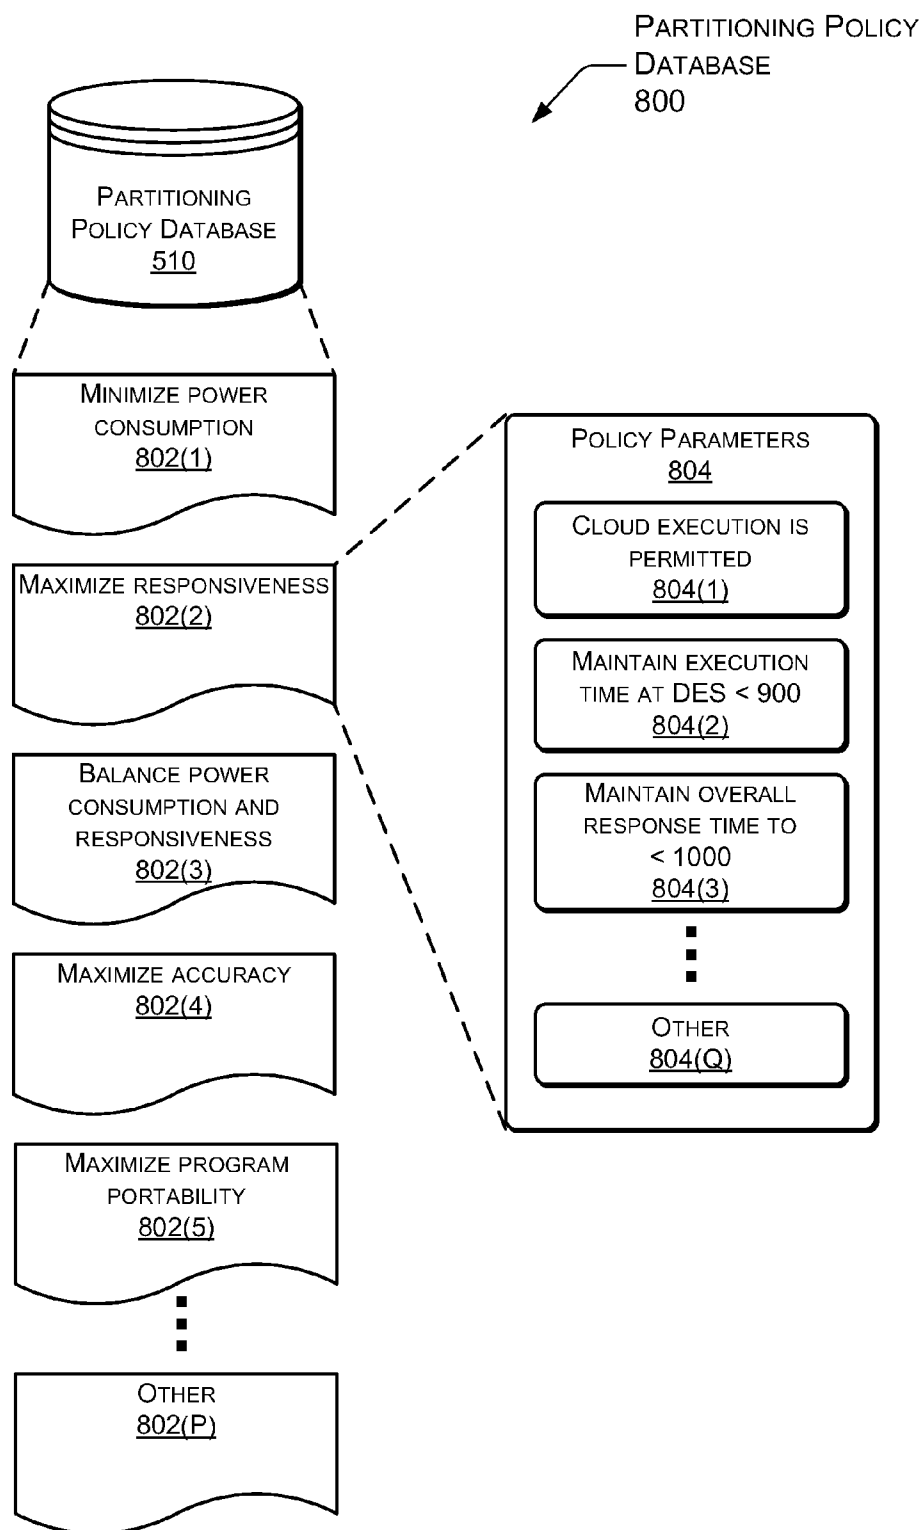 PARTITIONING POLICY
DATABASE
800
PARTITIONING
POLICY DATABASE
510
MINIMIZE POWER
CONSUMPTION
802(1)
MAXIMIZE RESPONSIVENESS
802(2)
BALANCE POWER
CONSUMPTION AND
RESPONSIVENESS
802(3)
MAXIMIZE ACCURACY
802(4)
MAXIMIZE PROGRAM
PORTABILITY
802(5)
OTHER
802(P)
POLICY PARAMETERS
804
CLOUD EXECUTION IS
PERMITTED
804(1)
MAINTAIN EXECUTION
TIME AT DES < 900
804(2)
MAINTAIN OVERALL
RESPONSE TIME TO
< 1000
804(3)
OTHER
804(Q)